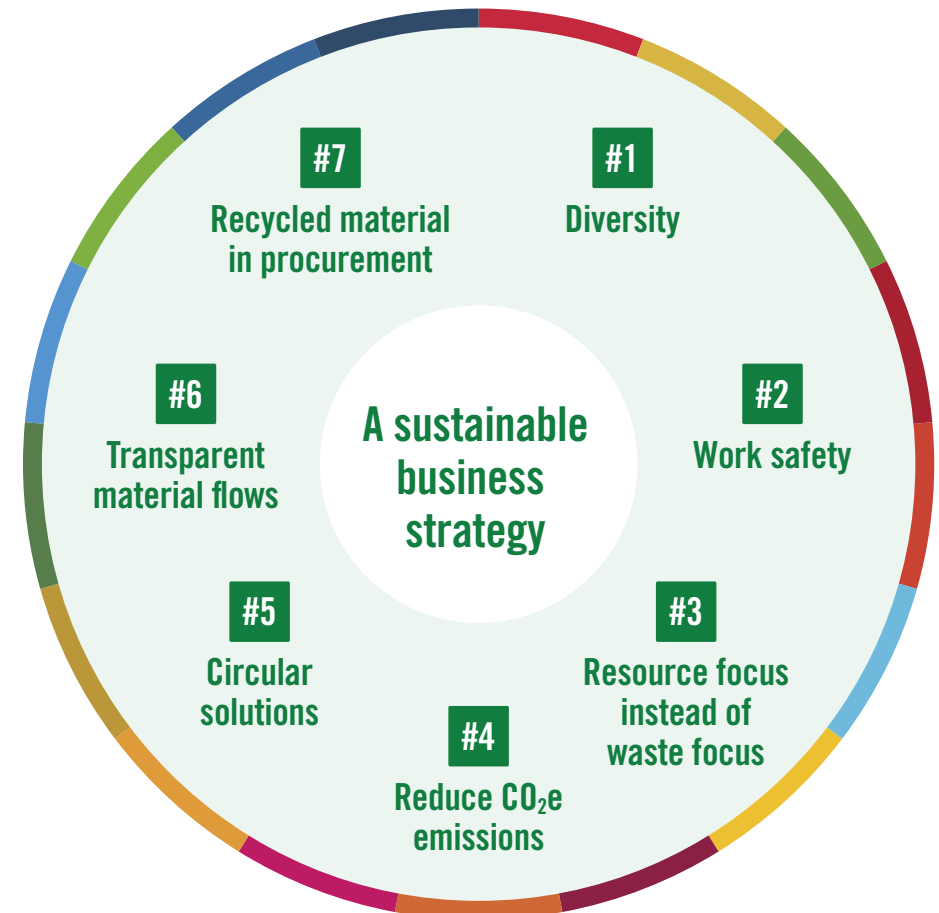 #1
Diversity
#2
Work safety
#3
Resource focus
instead of
waste focus
#4
Reduce CO₂e
emissions
#5
Circular
solutions
#6
Transparent
material flows
#7
Recycled material
in procurement
A sustainable
business
strategy